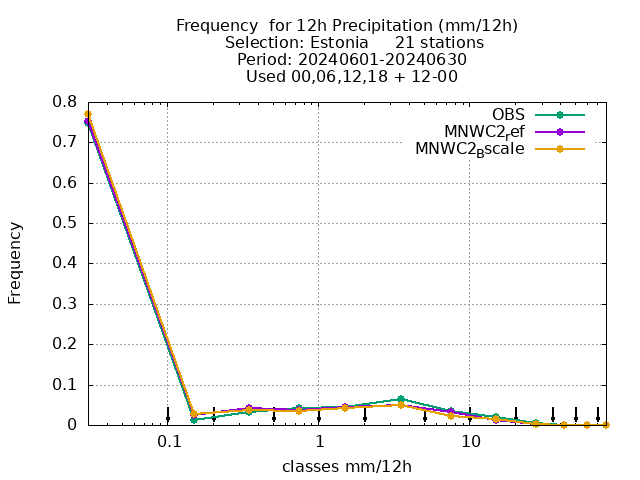 Frequency  for 12h Precipitation (mm/12h)
Selection: Estonia     21 stations
Period: 20240601-20240630
Used 00,06,12,18 + 12-00
OBS
MNWC2ref
MNWC2Bscale
0.8
0.7
0.6
0.5
0.4
0.3
0.2
0.1
0
Frequency
0.1
1
10
classes mm/12h